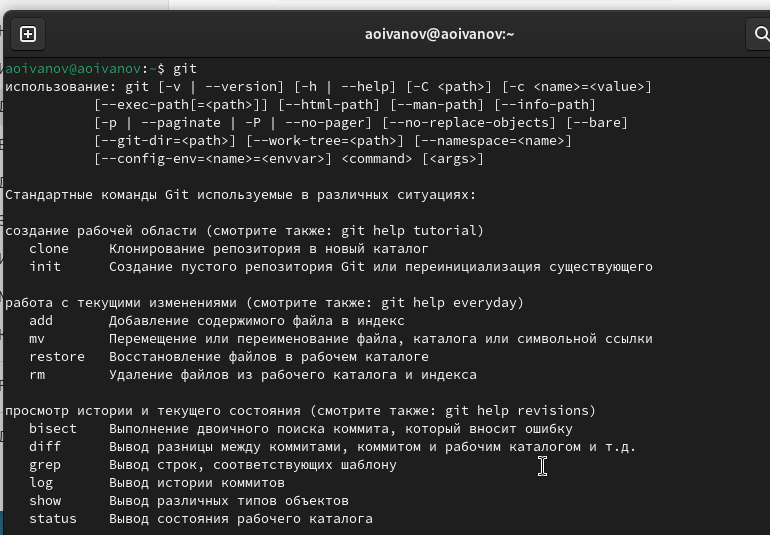 aoivanov@aoivanov:~
aoivanov@aoivanov:~$ git
использование: git [-v | --version] [-h | --help] [-C <path>] [-c <name>=<value>]
[--exec-path[=<path>]] [--html-path] [--man-path] [--info-path]
[-p | --paginate | -P | --no-pager] [--no-replace-objects] [--bare]
[--git-dir=<path>] [--work-tree=<path>] [--namespace=<name>]
[--config-env=<name>=<envvar>] <command> [<args>]
Стандартные команды Git используемые в различных ситуациях:
создание рабочей области (смотрите также: git help tutorial)
clone Клонирование репозитория в новый каталог
init Создание пустого репозитория Git или переинициализация существующего
работа с текущими изменениями (смотрите также: git help everyday)
add Добавление содержимого файла в индекс
mv Перемещение или переименование файла, каталога или символьной ссылки
restore Восстановление файлов в рабочем каталоге
rm Удаление файлов из рабочего каталога и индекса
просмотр истории и текущего состояния (смотрите также: git help revisions)
bisect Выполнение двоичного поиска коммита, который вносит ошибку
diff Вывод разницы между коммитами, коммитом и рабочим каталогом и т.д.
grep Вывод строк, соответствующих шаблону
log Вывод истории коммитов
show Вывод различных типов объектов
status Вывод состояния рабочего каталога